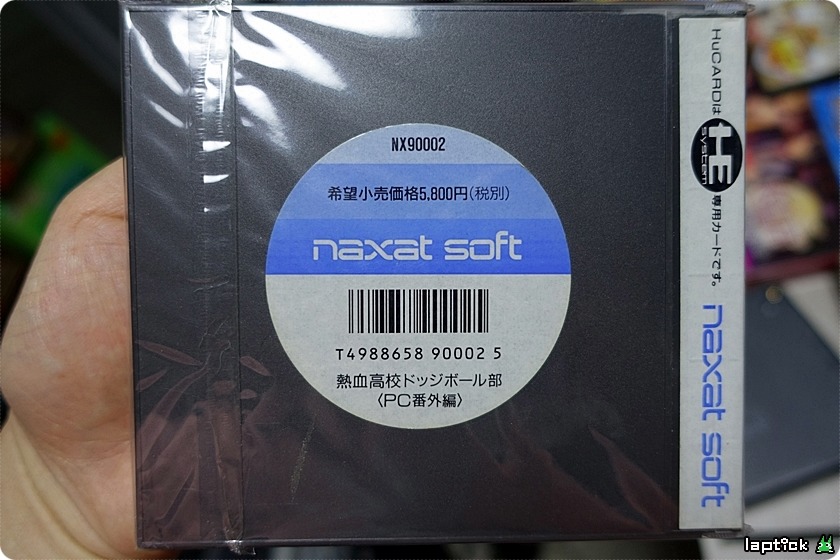 NX90002
希望小売価格5,800円(税別)
naxat soft
T4988658 90002 5
熱血高校ドッジボール部
〈PC番外編〉
HuCARDは
HE
system
専用カードです。
naxat soft
laptick